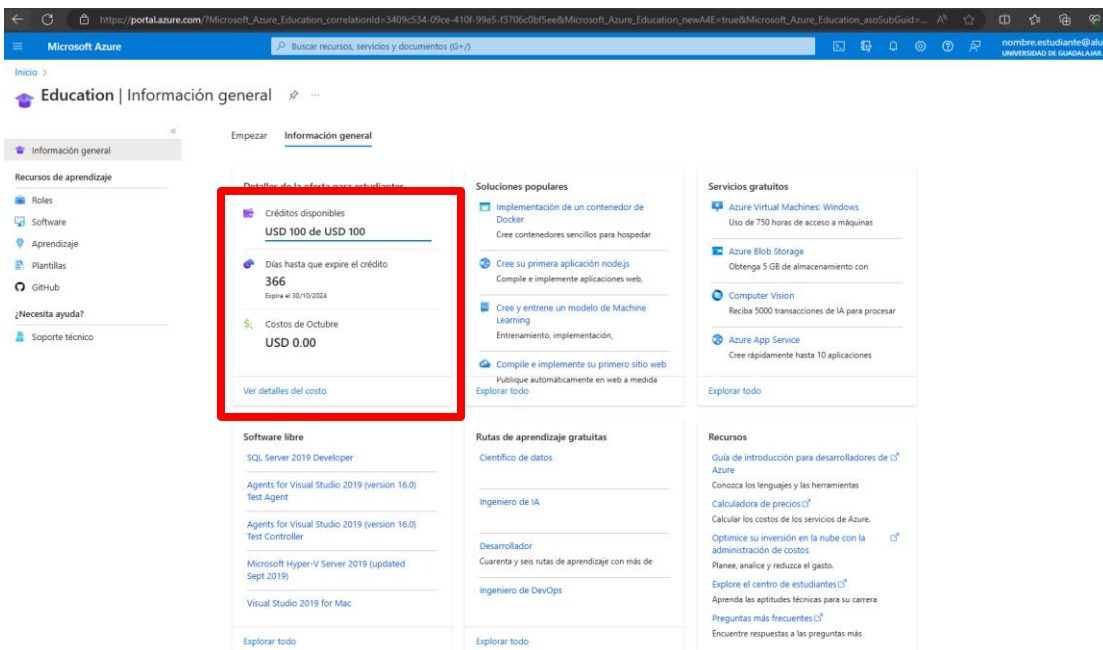 https://portal.azure.com/?Microsoft_Azure_Education_correlationId=3409c534-09ce-410f-99e5-f3706c0bf5ee&Microsoft_Azure_Education_newA4E=true&Microsoft_Azure_Education_asoSubGuid=...
Microsoft Azure
Buscar recursos, servicios y documentos (G+/)
nombre.estudiante@alu
UNIVERSIDAD DE GUADALAJAR
Inicio >
Education | Información general
Información general
Recursos de aprendizaje
Roles
Software
Aprendizaje
Plantillas
GitHub
¿Necesita ayuda?
Soporte técnico
Empezar
Información general
Detalles de la oferta para estudiantes
Créditos disponibles
USD 100 de USD 100
Días hasta que expire el crédito
366
Expira el 30/10/2024
Costos de Octubre
USD 0.00
Ver detalles del costo
Soluciones populares
Implementación de un contenedor de
Docker
Cree contenedores sencillos para hospedar
Cree su primera aplicación node.js
Compile e implemente aplicaciones web,
Cree y entrene un modelo de Machine
Learning
Entrenamiento, implementación,
Compile e implemente su primero sitio web
Publique automáticamente en web a medida
Explorar todo
Servicios gratuitos
Azure Virtual Machines: Windows
Uso de 750 horas de acceso a máquinas
Azure Blob Storage
Obtenga 5 GB de almacenamiento con
Computer Vision
Reciba 5000 transacciones de IA para procesar
Azure App Service
Cree rápidamente hasta 10 aplicaciones
Explorar todo
Software libre
SQL Server 2019 Developer
Agents for Visual Studio 2019 (version 16.0)
Test Agent
Agents for Visual Studio 2019 (version 16.0)
Test Controller
Microsoft Hyper-V Server 2019 (updated
Sept 2019)
Visual Studio 2019 for Mac
Explorar todo
Rutas de aprendizaje gratuitas
Científico de datos
Ingeniero de IA
Desarrollador
Cuarenta y seis rutas de aprendizaje con más de
Ingeniero de DevOps
Explorar todo
Recursos
Guía de introducción para desarrolladores de
Azure
Conozca los lenguajes y las herramientas
Calculadora de precios
Calcular los costos de los servicios de Azure.
Optimice su inversión en la nube con la
administración de costos
Planee, analice y reduzca el gasto.
Explore el centro de estudiantes
Aprenda las aptitudes técnicas para su carrera
Preguntas más frecuentes
Encuentre respuestas a las preguntas más